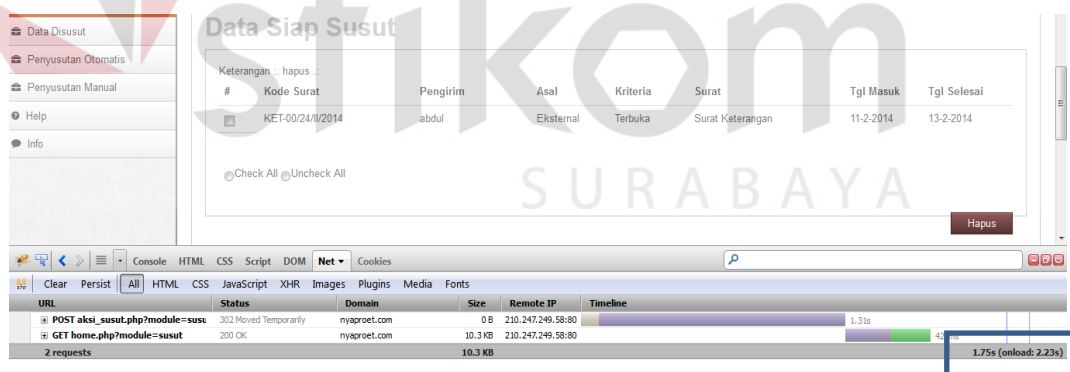 Data Disusut
Penyusutan Otomatis
Penyusutan Manual
Help
Info
Data Siap Susut
Keterangan :. hapus .:
# Kode Surat Pengirim Asal Kriteria Surat Tgl Masuk Tgl Selesai
KET-00/24/II/2014 abdul Eksternal Terbuka Surat Keterangan 11-2-2014 13-2-2014
Check All Uncheck All
Hapus
stikom
SURABAYA
Console HTML CSS Script DOM Net Cookies
Clear Persist All HTML CSS JavaScript XHR Images Plugins Media Fonts
URL Status Domain Size Remote IP Timeline
POST aksi_susut.php?module=susu 302 Moved Temporarily nyaproet.com 0 B 210.247.249.58:80 1.31s
GET home.php?module=susut 200 OK nyaproet.com 10.3 KB 210.247.249.58:80
2 requests 10.3 KB 1.75s (onload: 2.23s)